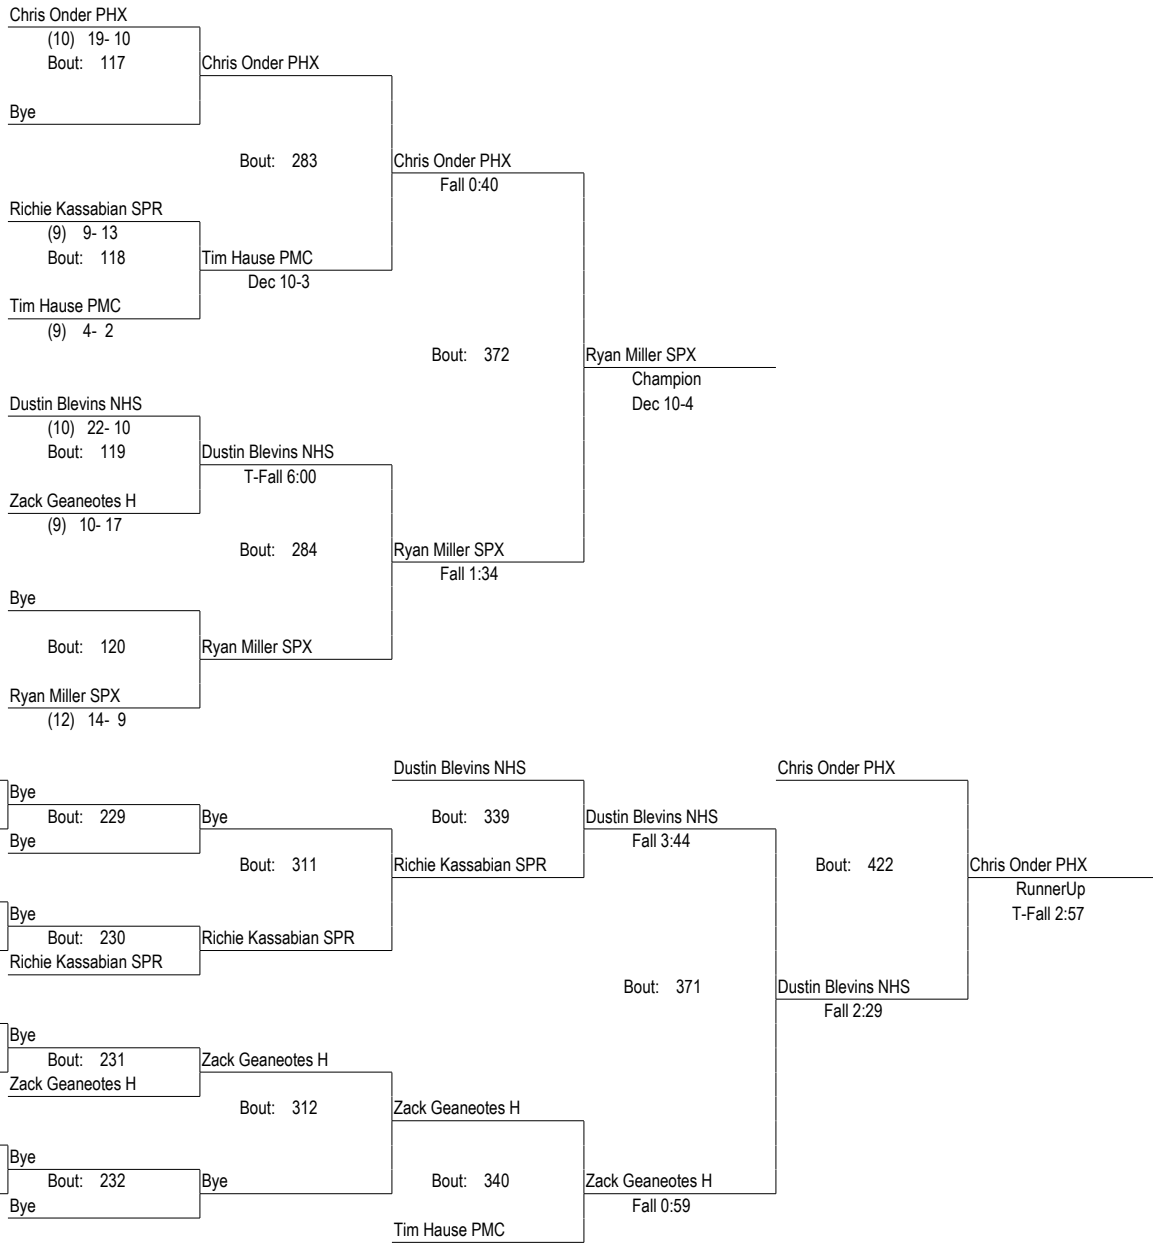 Chris Onder PHX
(10) 19- 10
Bout: 117
Chris Onder PHX
Bye
Bout: 283
Chris Onder PHX
Fall 0:40
Richie Kassabian SPR
(9) 9- 13
Bout: 118
Tim Hause PMC
Dec 10-3
Tim Hause PMC
(9) 4- 2
Bout: 372
Ryan Miller SPX
Champion
Dec 10-4
Dustin Blevins NHS
(10) 22- 10
Bout: 119
Dustin Blevins NHS
T-Fall 6:00
Zack Geaneotes H
(9) 10- 17
Bout: 284
Ryan Miller SPX
Fall 1:34
Bye
Bout: 120
Ryan Miller SPX
Ryan Miller SPX
(12) 14- 9
Dustin Blevins NHS
Chris Onder PHX
Bye
Bout: 229
Bye
Bout: 339
Dustin Blevins NHS
Bye
Fall 3:44
Bout: 311
Richie Kassabian SPR
Bout: 422
Chris Onder PHX
RunnerUp
T-Fall 2:57
Bye
Bout: 230
Richie Kassabian SPR
Richie Kassabian SPR
Bout: 371
Dustin Blevins NHS
Fall 2:29
Bye
Bout: 231
Zack Geaneotes H
Zack Geaneotes H
Bout: 312
Zack Geaneotes H
Bye
Bout: 232
Bye
Bout: 340
Zack Geaneotes H
Bye
Fall 0:59
Tim Hause PMC